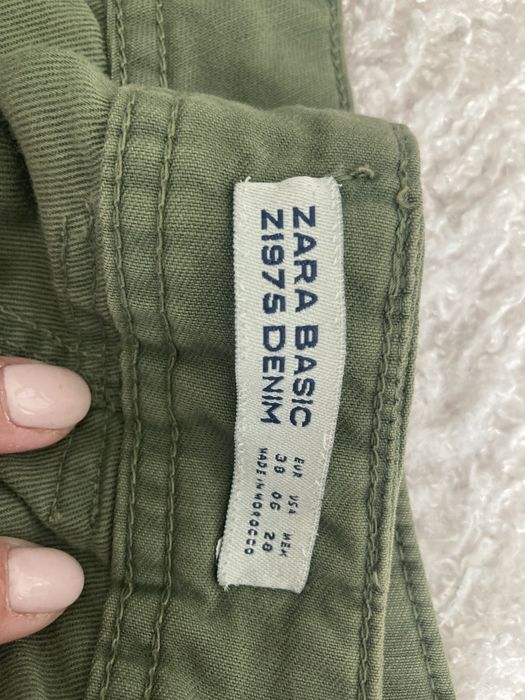 ZARA BASIC
Z1975 DENIM
EUR USA MEX
38 06 28
MADE IN MOROCCO